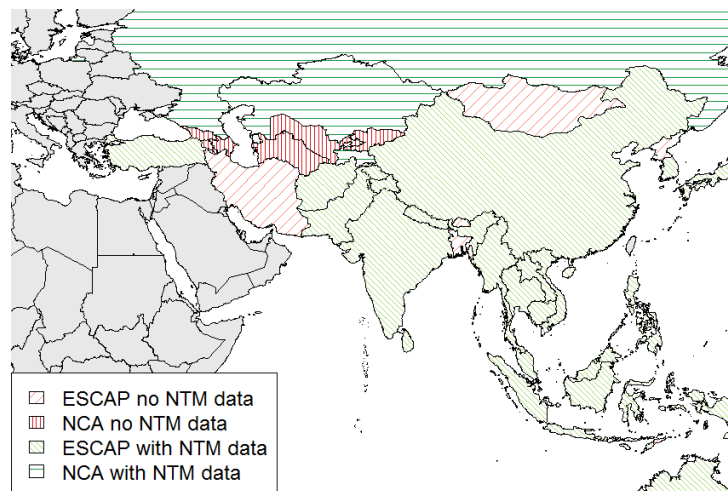 ESCAP no NTM data
NCA no NTM data
ESCAP with NTM data
NCA with NTM data